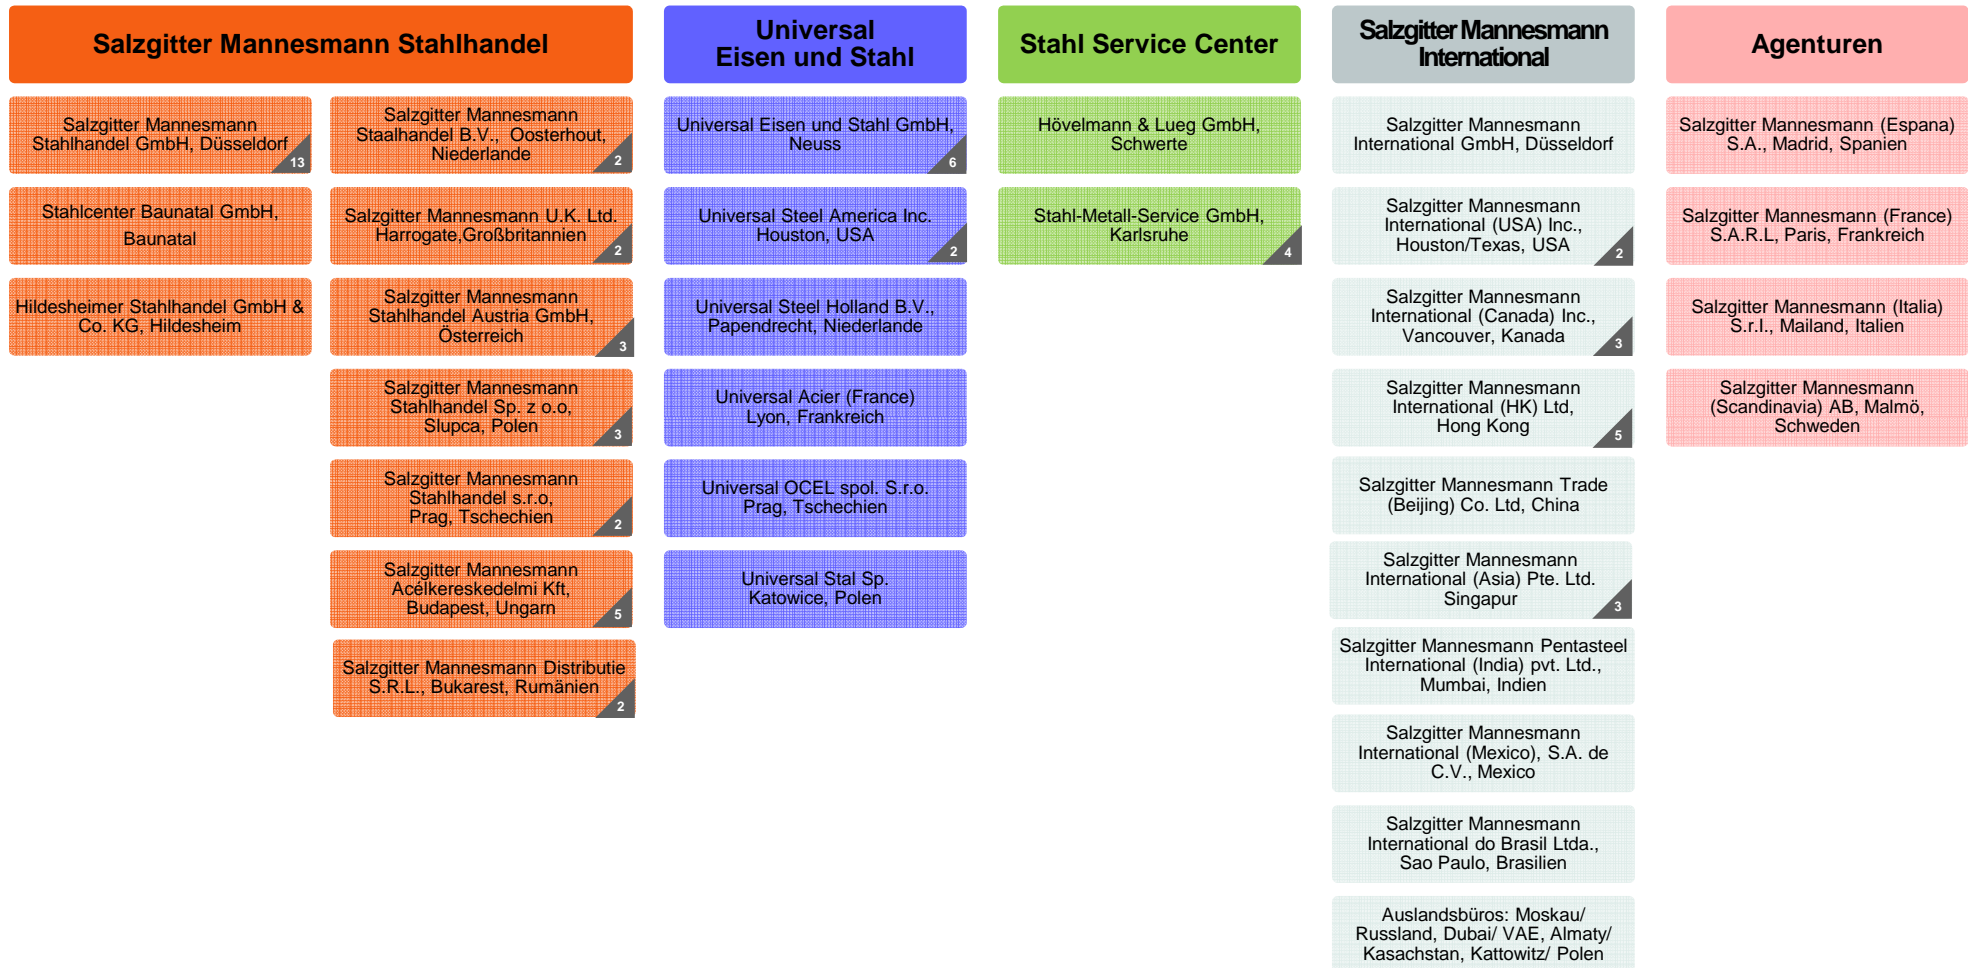 Salzgitter Mannesmann Stahlhandel
Salzgitter Mannesmann
Stahlhandel GmbH, Düsseldorf
13
Stahlcenter Baunatal GmbH,
Baunatal
Hildesheimer Stahlhandel GmbH &
Co. KG, Hildesheim
Salzgitter Mannesmann
Staalhandel B.V., Oosterhout,
Niederlande
2
Salzgitter Mannesmann U.K. Ltd.
Harrogate,Großbritannien
2
Salzgitter Mannesmann
Stahlhandel Austria GmbH,
Österreich
3
Salzgitter Mannesmann
Stahlhandel Sp. z o.o,
Slupca, Polen
3
Salzgitter Mannesmann
Stahlhandel s.r.o,
Prag, Tschechien
2
Salzgitter Mannesmann
Acélkereskedelmi Kft,
Budapest, Ungarn
5
Salzgitter Mannesmann Distributie
S.R.L., Bukarest, Rumänien
2
Universal
Eisen und Stahl
Universal Eisen und Stahl GmbH,
Neuss
6
Universal Steel America Inc.
Houston, USA
2
Universal Steel Holland B.V.,
Papendrecht, Niederlande
Universal Acier (France)
Lyon, Frankreich
Universal OCEL spol. S.r.o.
Prag, Tschechien
Universal Stal Sp.
Katowice, Polen
Stahl Service Center
Hövelmann & Lueg GmbH,
Schwerte
Stahl-Metall-Service GmbH,
Karlsruhe
4
Salzgitter Mannesmann
International
Salzgitter Mannesmann
International GmbH, Düsseldorf
Salzgitter Mannesmann
International (USA) Inc.,
Houston/Texas, USA
2
Salzgitter Mannesmann
International (Canada) Inc.,
Vancouver, Kanada
3
Salzgitter Mannesmann
International (HK) Ltd,
Hong Kong
5
Salzgitter Mannesmann Trade
(Beijing) Co. Ltd, China
Salzgitter Mannesmann
International (Asia) Pte. Ltd.
Singapur
3
Salzgitter Mannesmann Pentasteel
International (India) pvt. Ltd.,
Mumbai, Indien
Salzgitter Mannesmann
International (Mexico), S.A. de
C.V., Mexico
Salzgitter Mannesmann
International do Brasil Ltda.,
Sao Paulo, Brasilien
Auslandsbüros: Moskau/
Russland, Dubai/ VAE, Almaty/
Kasachstan, Kattowitz/ Polen
Agenturen
Salzgitter Mannesmann (Espana)
S.A., Madrid, Spanien
Salzgitter Mannesmann (France)
S.A.R.L, Paris, Frankreich
Salzgitter Mannesmann (Italia)
S.r.l., Mailand, Italien
Salzgitter Mannesmann
(Scandinavia) AB, Malmö,
Schweden